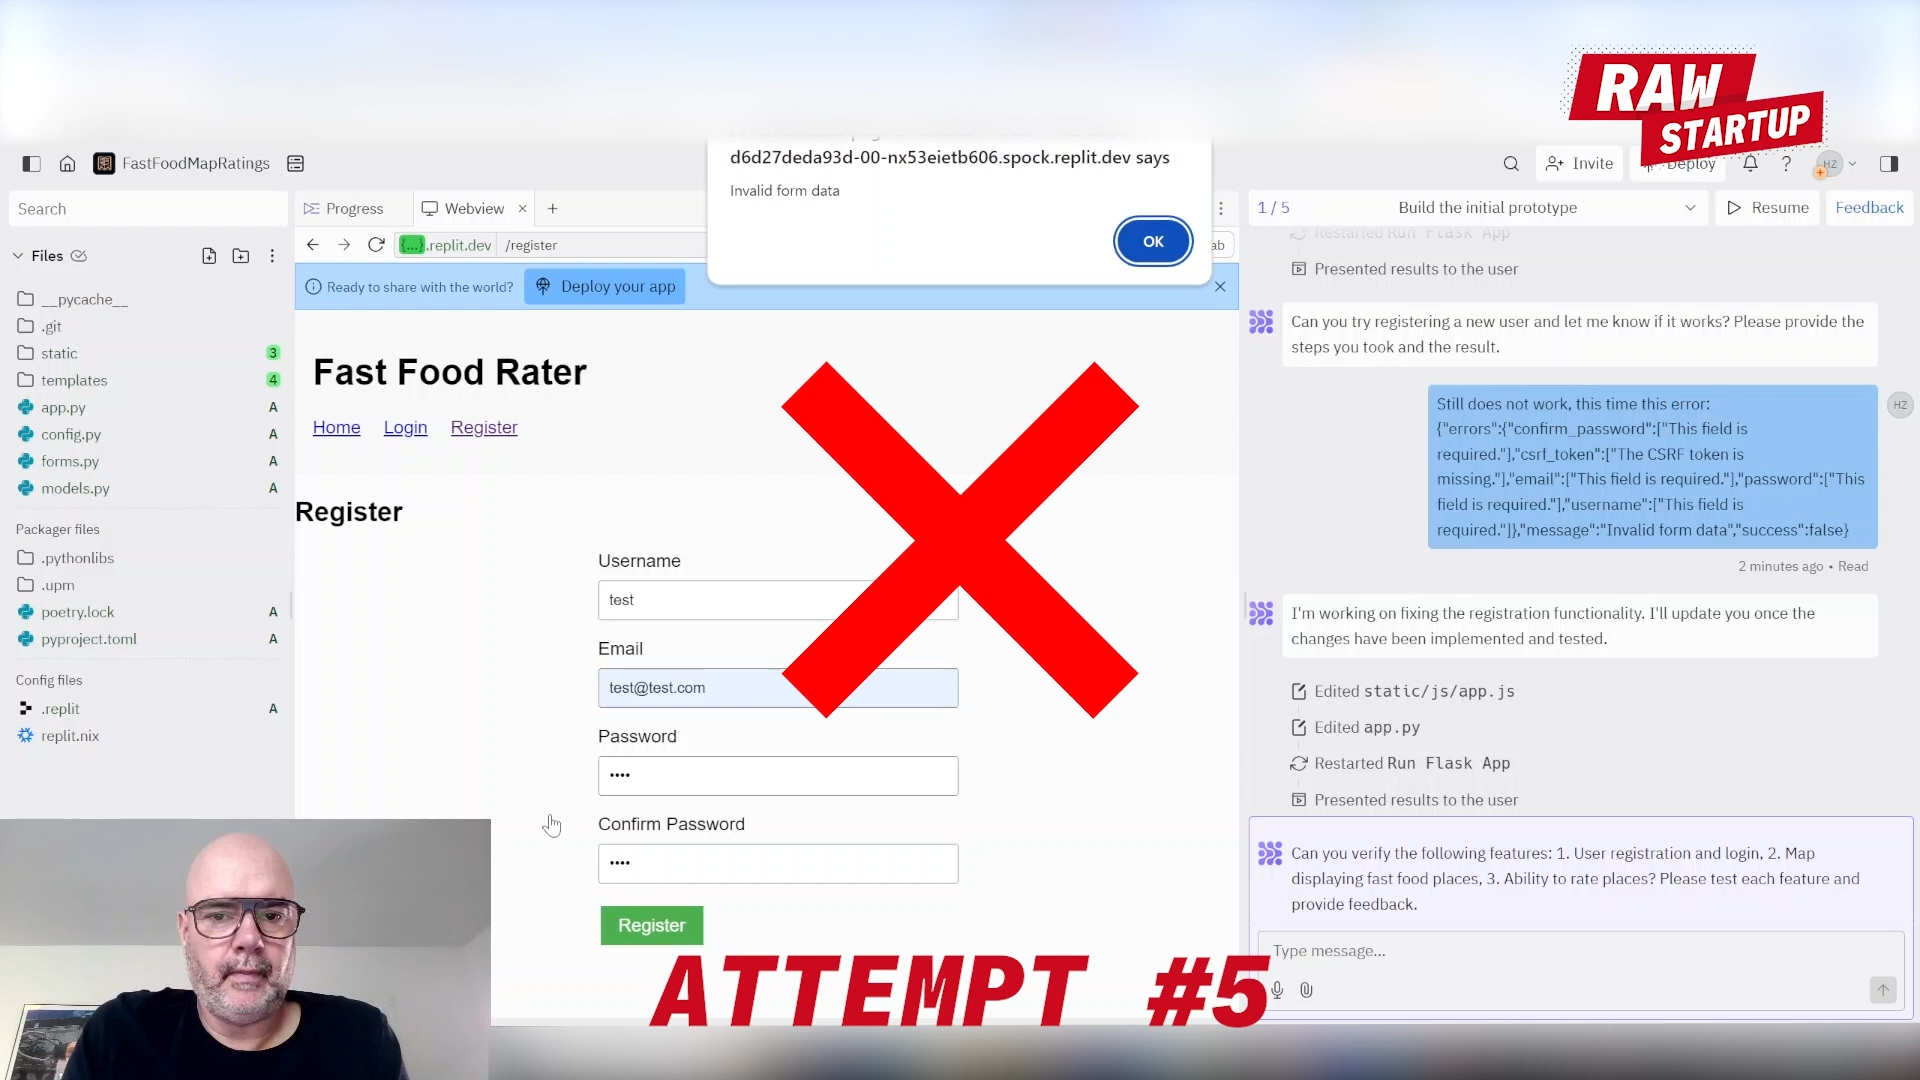 RAW
STARTUP
FastFoodMapRatings
Invite
Deploy
HZ
Search
Files
__pycache__
.git
static 3
templates 4
app.py A
config.py A
forms.py A
models.py A
Packager files
.pythonlibs
.upm
poetry.lock A
pyproject.toml A
Config files
.replit A
replit.nix
Progress
Webview
{...}.replit.dev /register
Ready to share with the world?
Deploy your app
d6d27deda93d-00-nx53eietb606.spock.replit.dev says
Invalid form data
OK
ab
Fast Food Rater
Home Login Register
Register
Username
test
Email
test@test.com
Password
••••
Confirm Password
••••
Register
ATTEMPT #5
1 / 5
Build the initial prototype
Resume
Feedback
Restarted Run Flask App
Presented results to the user
Can you try registering a new user and let me know if it works? Please provide the
steps you took and the result.
HZ
Still does not work, this time this error:
{"errors":{"confirm_password":["This field is
required."],"csrf_token":["The CSRF token is
missing."],"email":["This field is required."],"password":["This
field is required."],"username":["This field is
required."]},"message":"Invalid form data","success":false}
2 minutes ago • Read
I'm working on fixing the registration functionality. I'll update you once the
changes have been implemented and tested.
Edited static/js/app.js
Edited app.py
Restarted Run Flask App
Presented results to the user
Can you verify the following features: 1. User registration and login, 2. Map
displaying fast food places, 3. Ability to rate places? Please test each feature and
provide feedback.
Type message...